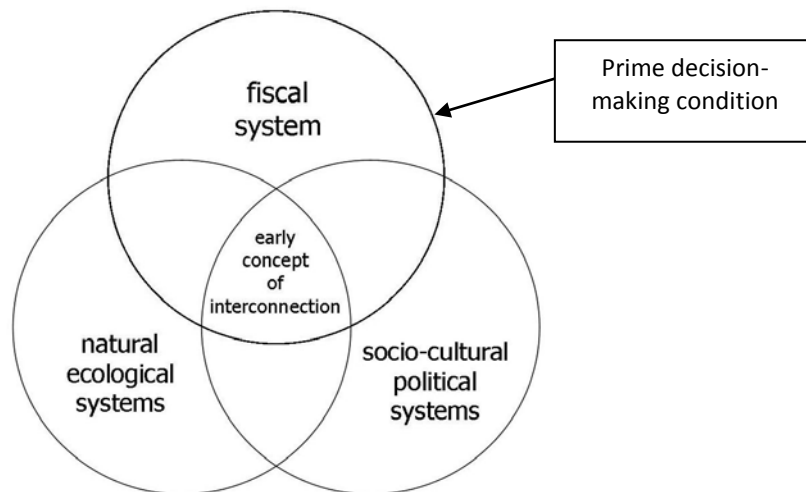 fiscal
system
Prime decision-
making condition
early
concept
of
interconnection
natural
ecological
systems
socio-cultural
political
systems